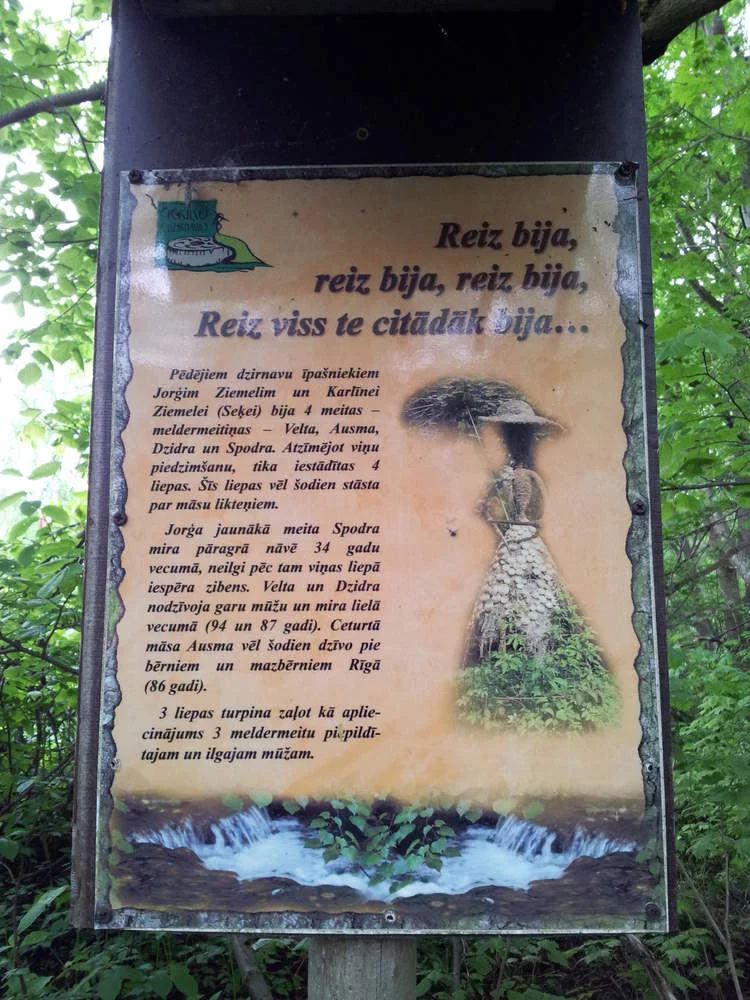 Reiz bija,
reiz bija, reiz bija,
Reiz viss te citādāk bija...
Pēdējiem dzirnavu īpašniekiem
Jorģim Ziemelim un Karlīnei
Ziemelei (Seķei) bija 4 meitas –
meldermeitiņas – Velta, Ausma,
Dzidra un Spodra. Atzīmējot viņu
piedzimšanu, tika iestādītas 4
liepas. Šīs liepas vēl šodien stāsta
par māsu likteņiem.
Jorģa jaunākā meita Spodra
mira pāragrā nāvē 34 gadu
vecumā, neilgi pēc tam viņas liepā
iespēra zibens. Velta un Dzidra
nodzīvoja garu mūžu un mira lielā
vecumā (94 un 87 gadi). Ceturtā
māsa Ausma vēl šodien dzīvo pie
bērniem un mazbērniem Rīgā
(86 gadi).
3 liepas turpina zaļot kā aplie-
cinājums 3 meldermeitu piepildī-
tajam un ilgajam mūžam.